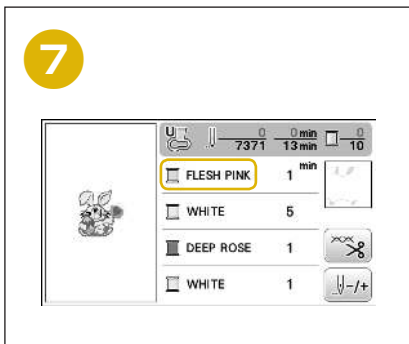 7
U 0 0 min 0
7371 13 min 10
FLESH PINK 1 min
WHITE 5
DEEP ROSE 1
WHITE 1
-/+